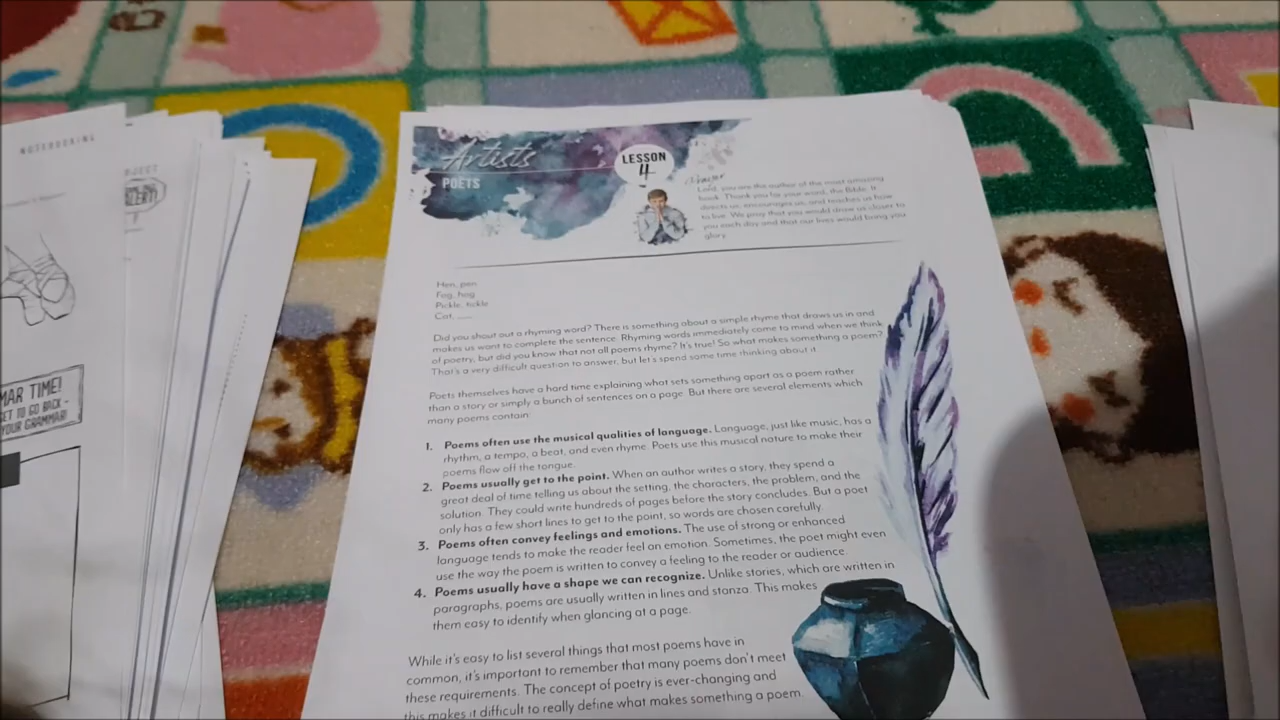 NOTEBOOKING
MAR TIME!
GET TO GO BACK -
YOUR GRAMMAR!
Artists
POETS
LESSON
4
Lord, you are the author of the most amazing
book. Thank you for your word, the Bible. It
directs us, encourages us, and teaches us how
to live. We pray that you would draw us closer to
you each day and that our lives would bring you
glory.
Hen, pen
Fog, hog
Pickle, tickle
Cat, ___
Did you shout out a rhyming word? There is something about a simple rhyme that draws us in and
makes us want to complete the sentence. Rhyming words immediately come to mind when we think
of poetry, but did you know that not all poems rhyme? It's true! So what makes something a poem?
That's a very difficult question to answer, but let's spend some time thinking about it.
Poets themselves have a hard time explaining what sets something apart as a poem rather
than a story or simply a bunch of sentences on a page. But there are several elements which
many poems contain:
1. Poems often use the musical qualities of language. Language, just like music, has a
rhythm, a tempo, a beat, and even rhyme. Poets use this musical nature to make their
poems flow off the tongue.
2. Poems usually get to the point. When an author writes a story, they spend a
great deal of time telling us about the setting, the characters, the problem, and the
solution. They could write hundreds of pages before the story concludes. But a poet
only has a few short lines to get to the point, so words are chosen carefully.
3. Poems often convey feelings and emotions. The use of strong or enhanced
language tends to make the reader feel an emotion. Sometimes, the poet might even
use the way the poem is written to convey a feeling to the reader or audience.
4. Poems usually have a shape we can recognize. Unlike stories, which are written in
paragraphs, poems are usually written in lines and stanza. This makes
them easy to identify when glancing at a page.
While it's easy to list several things that most poems have in
common, it's important to remember that many poems don't meet
these requirements. The concept of poetry is ever-changing and
this makes it difficult to really define what makes something a poem.